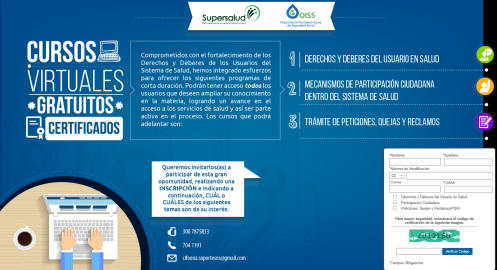 Supersalud
OISS
Organización Iberoamericana
de Seguridad Social
CURSOS
VIRTUALES
*GRATUITOS*
CERTIFICADOS
Comprometidos con el fortalecimiento de los
Derechos y Deberes de los Usuarios del
Sistema de Salud, hemos integrado esfuerzos
para ofrecer los siguientes programas de
corta duración. Podrán tener acceso todos los
usuarios que deseen ampliar su conocimiento
en la materia, logrando un avance en el
acceso a los servicios de salud y así ser parte
activa en el proceso. Los cursos que podrá
adelantar son:
1 DERECHOS Y DEBERES DEL USUARIO EN SALUD
2 MECANISMOS DE PARTICIPACIÓN CIUDADANA
DENTRO DEL SISTEMA DE SALUD
3 TRÁMITE DE PETICIONES, QUEJAS Y RECLAMOS
Queremos invitarlos(as) a
participar de esta gran
oportunidad, realizando una
INSCRIPCIÓN e indicando a
continuación, CUÁL o
CUÁLES de los siguientes
temas son de su interés:
300 7875833
704 1191
cifooiss.soporteseg@gmail.com
*Nombres:
*Apellidos:
*Número de Identificación:
CC
*Correo
*Celular
Derechos y Deberes del Usuario en Salud
Participación Ciudadana
Peticiones, Quejas y Reclamos(PQR)
Para mayor seguridad, introduzca el código de
verificación de la siguiente imagen.
Verificar Código
*Campos Obligatorios